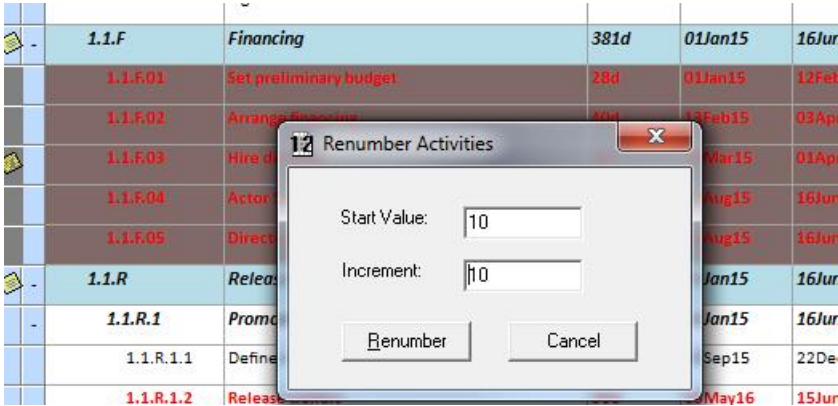 1.1.F Financing 381d 01Jan15 16Jun
1.1.F.01 Set preliminary budget 28d 01Jan15 12Feb
1.1.F.02 Arrange financing 40d 13Feb15 03Ap
1.1.F.03 Hire d Mar15 01Ap
1.1.F.04 Actor Aug15 16Jun
1.1.F.05 Direct Aug15 16Jun
1.1.R Releas Jan15 16Jun
1.1.R.1 Promo Jan15 16Jun
1.1.R.1.1 Define Sep15 22De
1.1.R.1.2 Release May16 15Jun
12 Renumber Activities
Start Value: 10
Increment: 10
Renumber Cancel